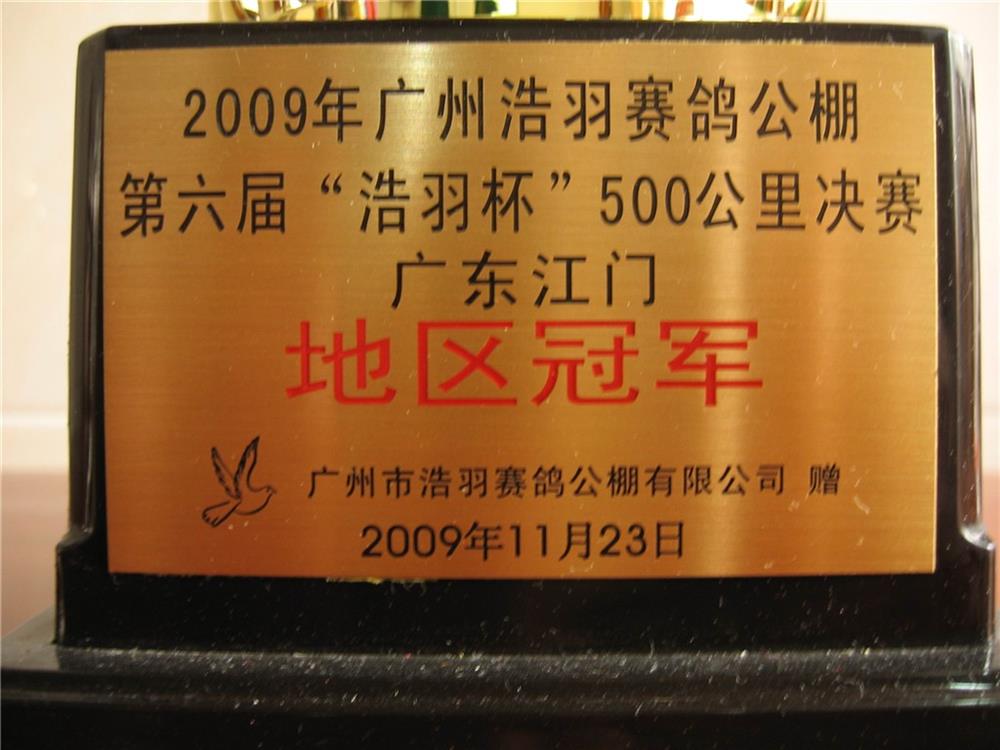 2009年广州浩羽赛鸽公棚
第六届“浩羽杯”500公里决赛
广东江门
地区冠军
广州市浩羽赛鸽公棚有限公司 赠
2009年11月23日